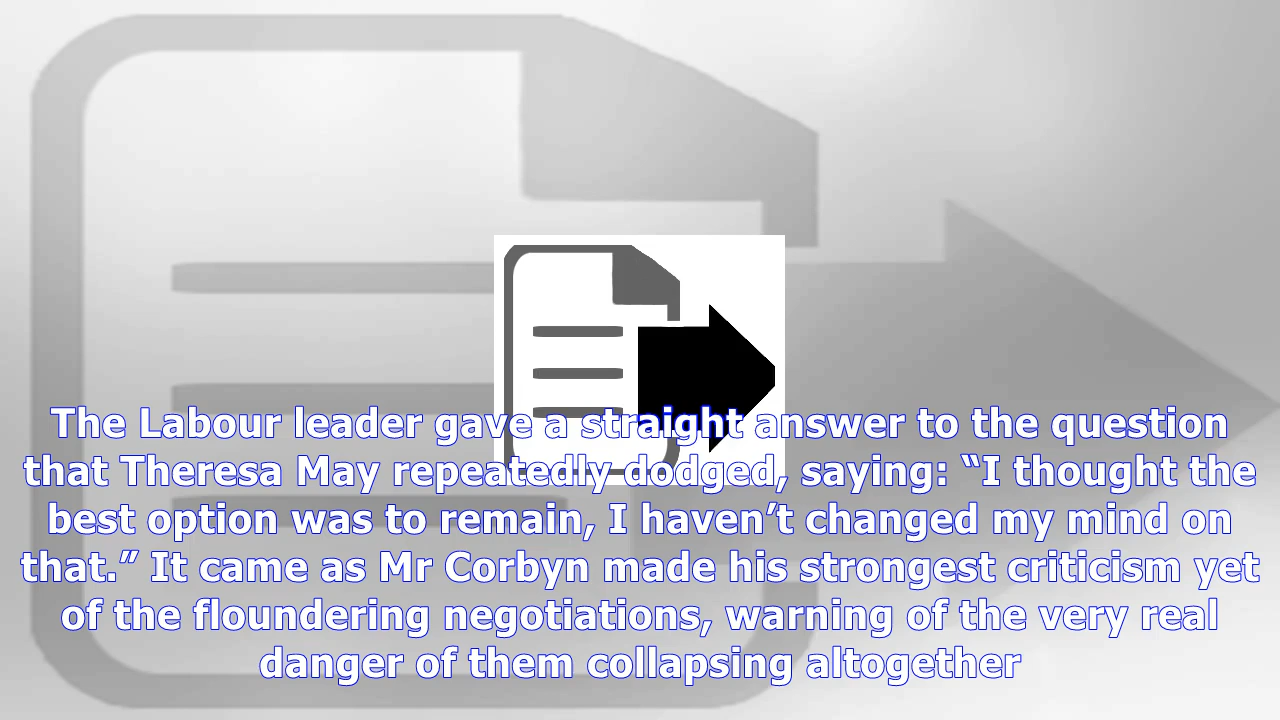 The Labour leader gave a straight answer to the question
that Theresa May repeatedly dodged, saying: “I thought the
best option was to remain, I haven’t changed my mind on
that.” It came as Mr Corbyn made his strongest criticism yet
of the floundering negotiations, warning of the very real
danger of them collapsing altogether